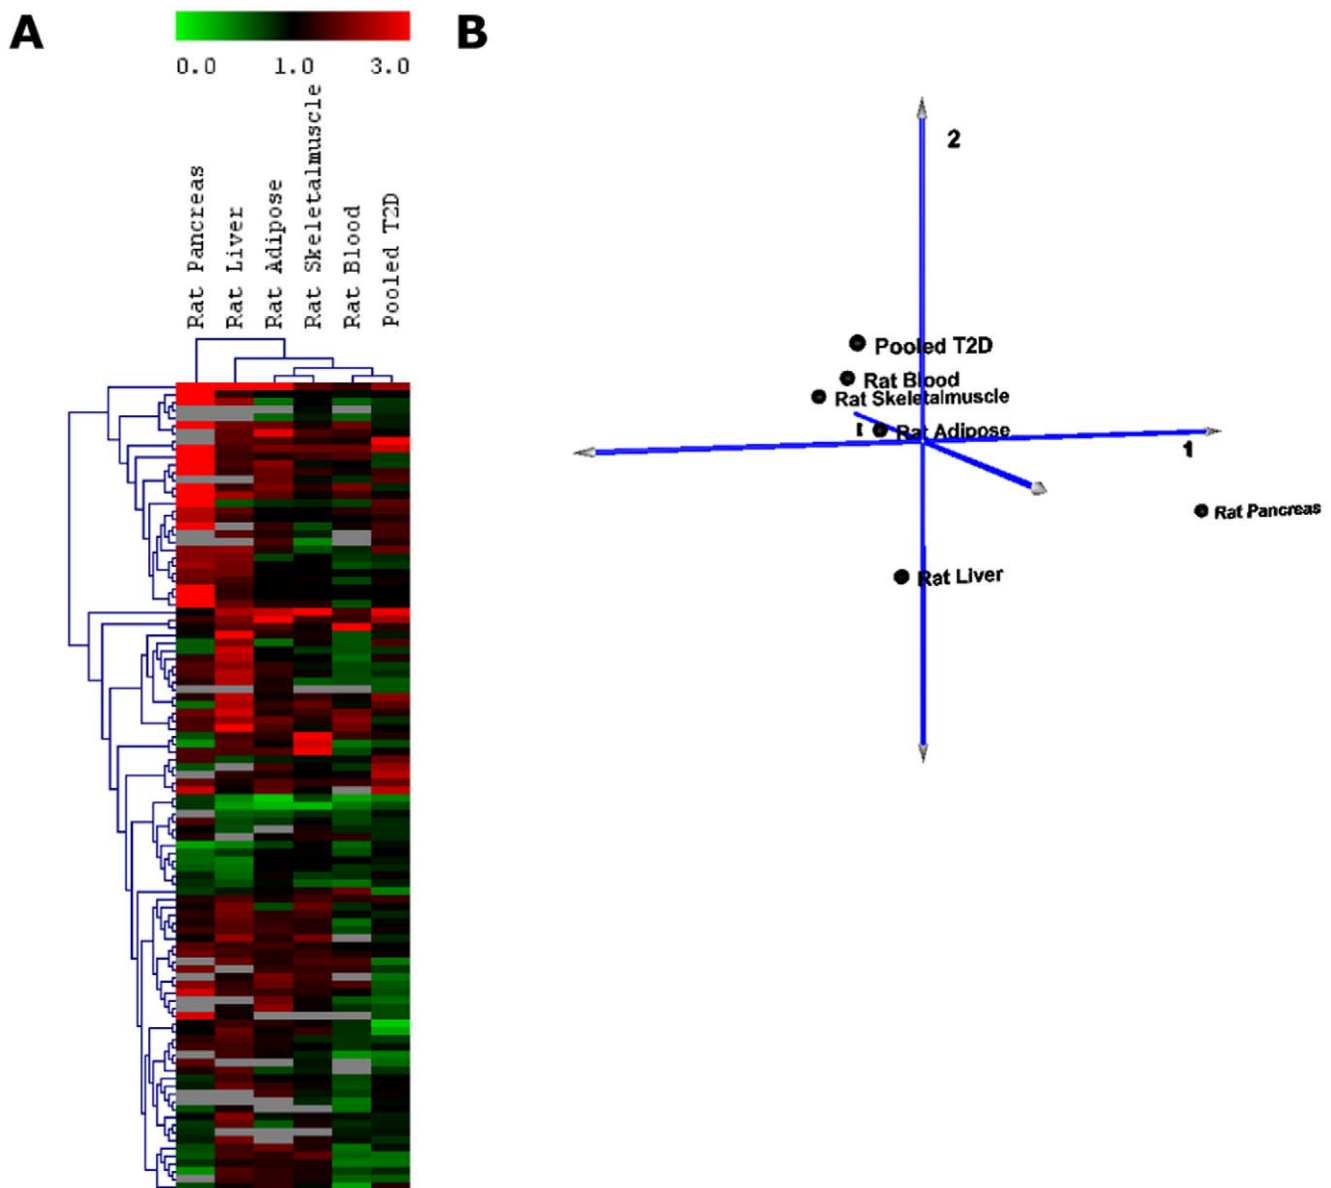 A
B
0.0 1.0 3.0
Rat Pancreas
Rat Liver
Rat Adipose
Rat Skeletalmuscle
Rat Blood
Pooled T2D
2
Pooled T2D
Rat Blood
Rat Skeletalmuscle
Rat Adipose
1
Rat Pancreas
Rat Liver